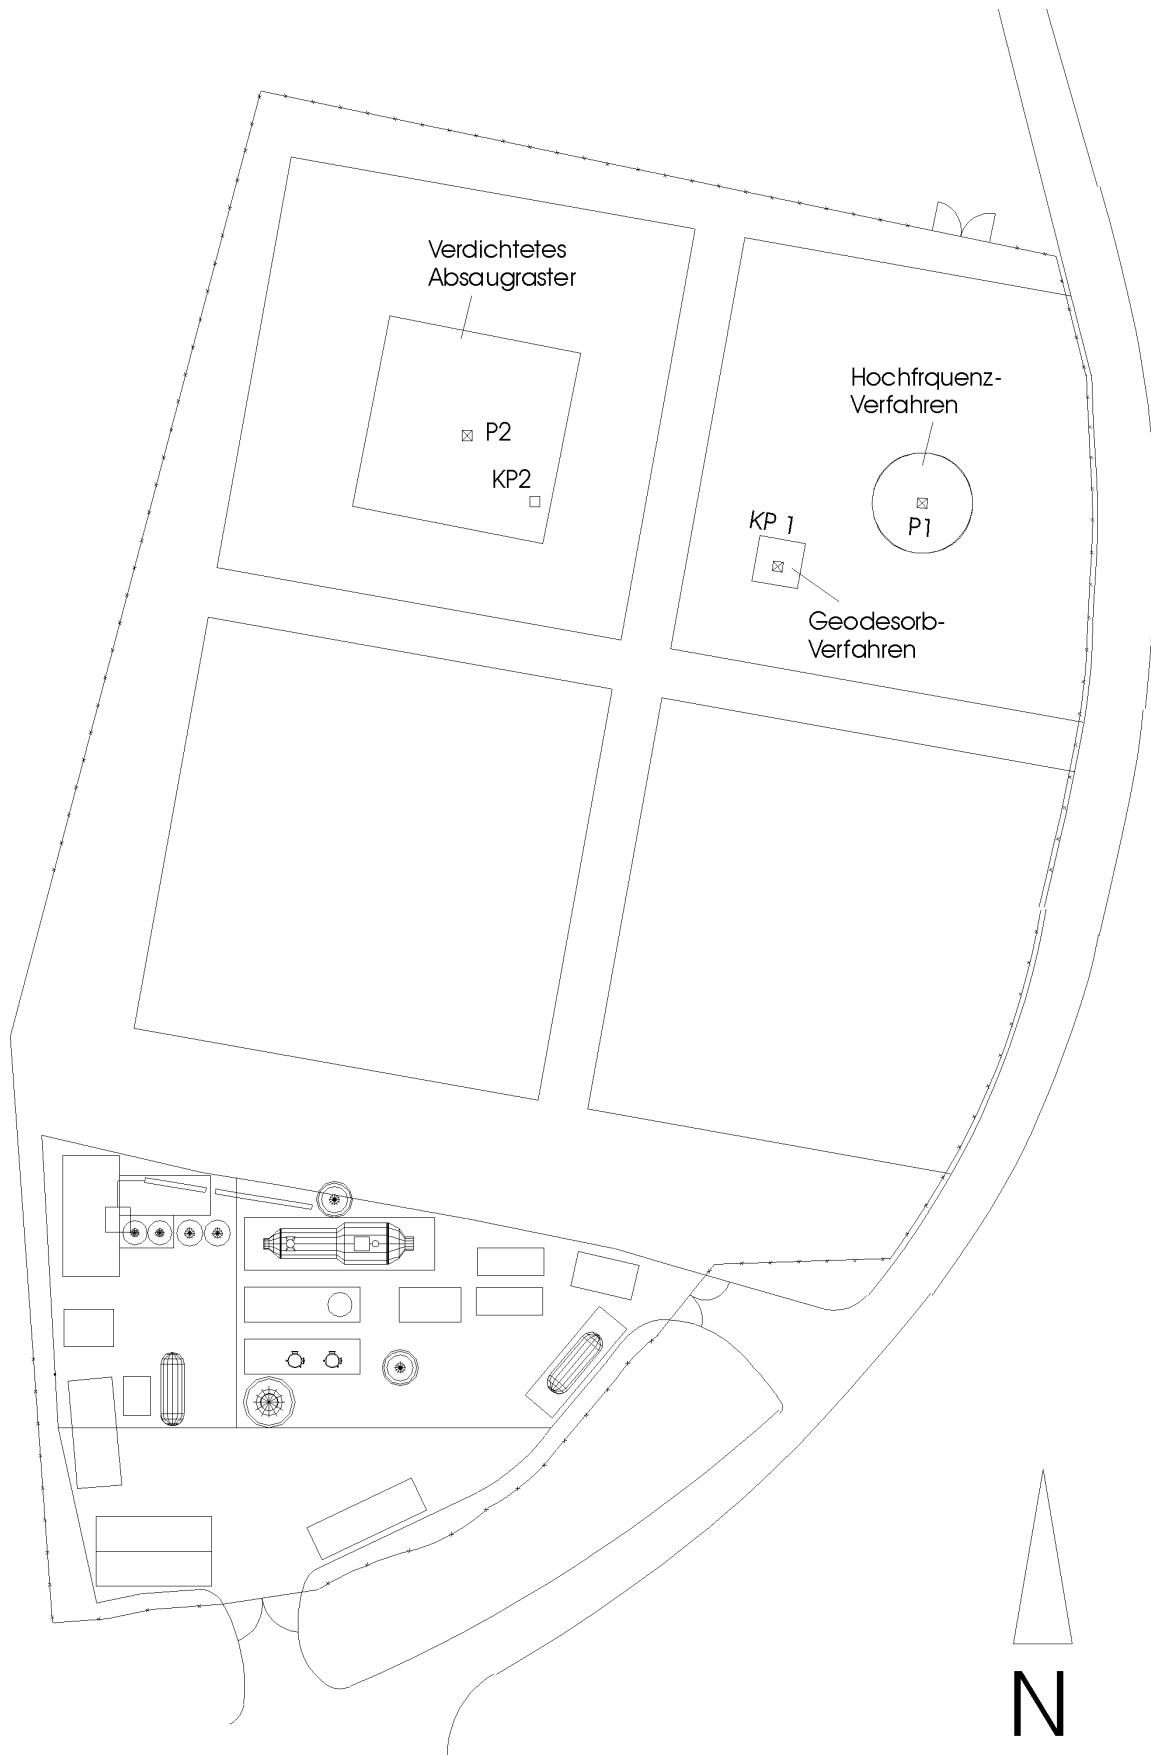 Verdichtetes
Absaugraster
P2
KP2
Hochfrquenz-
Verfahren
P1
KP 1
Geodesorb-
Verfahren
N